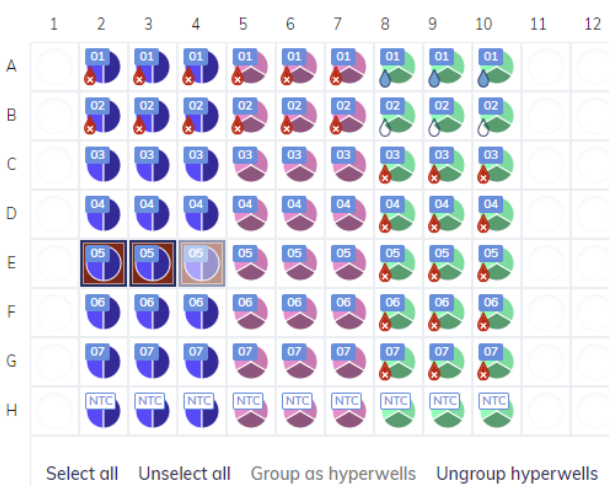 1 2 3 4 5 6 7 8 9 10 11 12
A 01 01 01 01 01 01 01 01 01
B 02 02 02 02 02 02 02 02 02
C 03 03 03 03 03 03 03 03 03
D 04 04 04 04 04 04 04 04 04
E 05 05 05 05 05 05 05 05 05
F 06 06 06 06 06 06 06 06 06
G 07 07 07 07 07 07 07 07 07
H NTC NTC NTC NTC NTC NTC NTC NTC NTC
Select all Unselect all Group as hyperwells Ungroup hyperwells